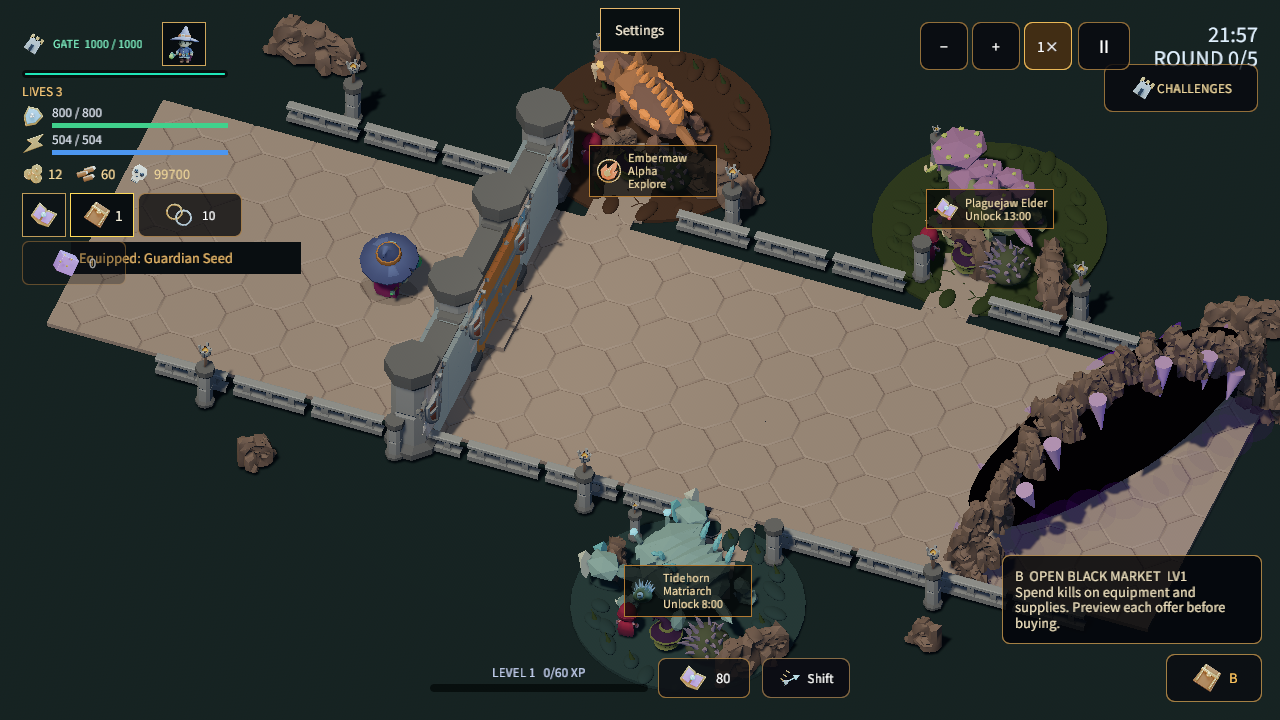 GATE 1000 / 1000
LIVES 3
800 / 800
504 / 504
12 60 99700
1 10
0
Equipped: Guardian Seed
Settings
− + 1× II
21:57
ROUND 0/5
CHALLENGES
Embermaw
Alpha
Explore
Plaguejaw Elder
Unlock 13:00
Tidehorn
Matriarch
Unlock 8:00
B OPEN BLACK MARKET LV1
Spend kills on equipment and
supplies. Preview each offer before
buying.
LEVEL 1 0/60 XP
80
Shift
B